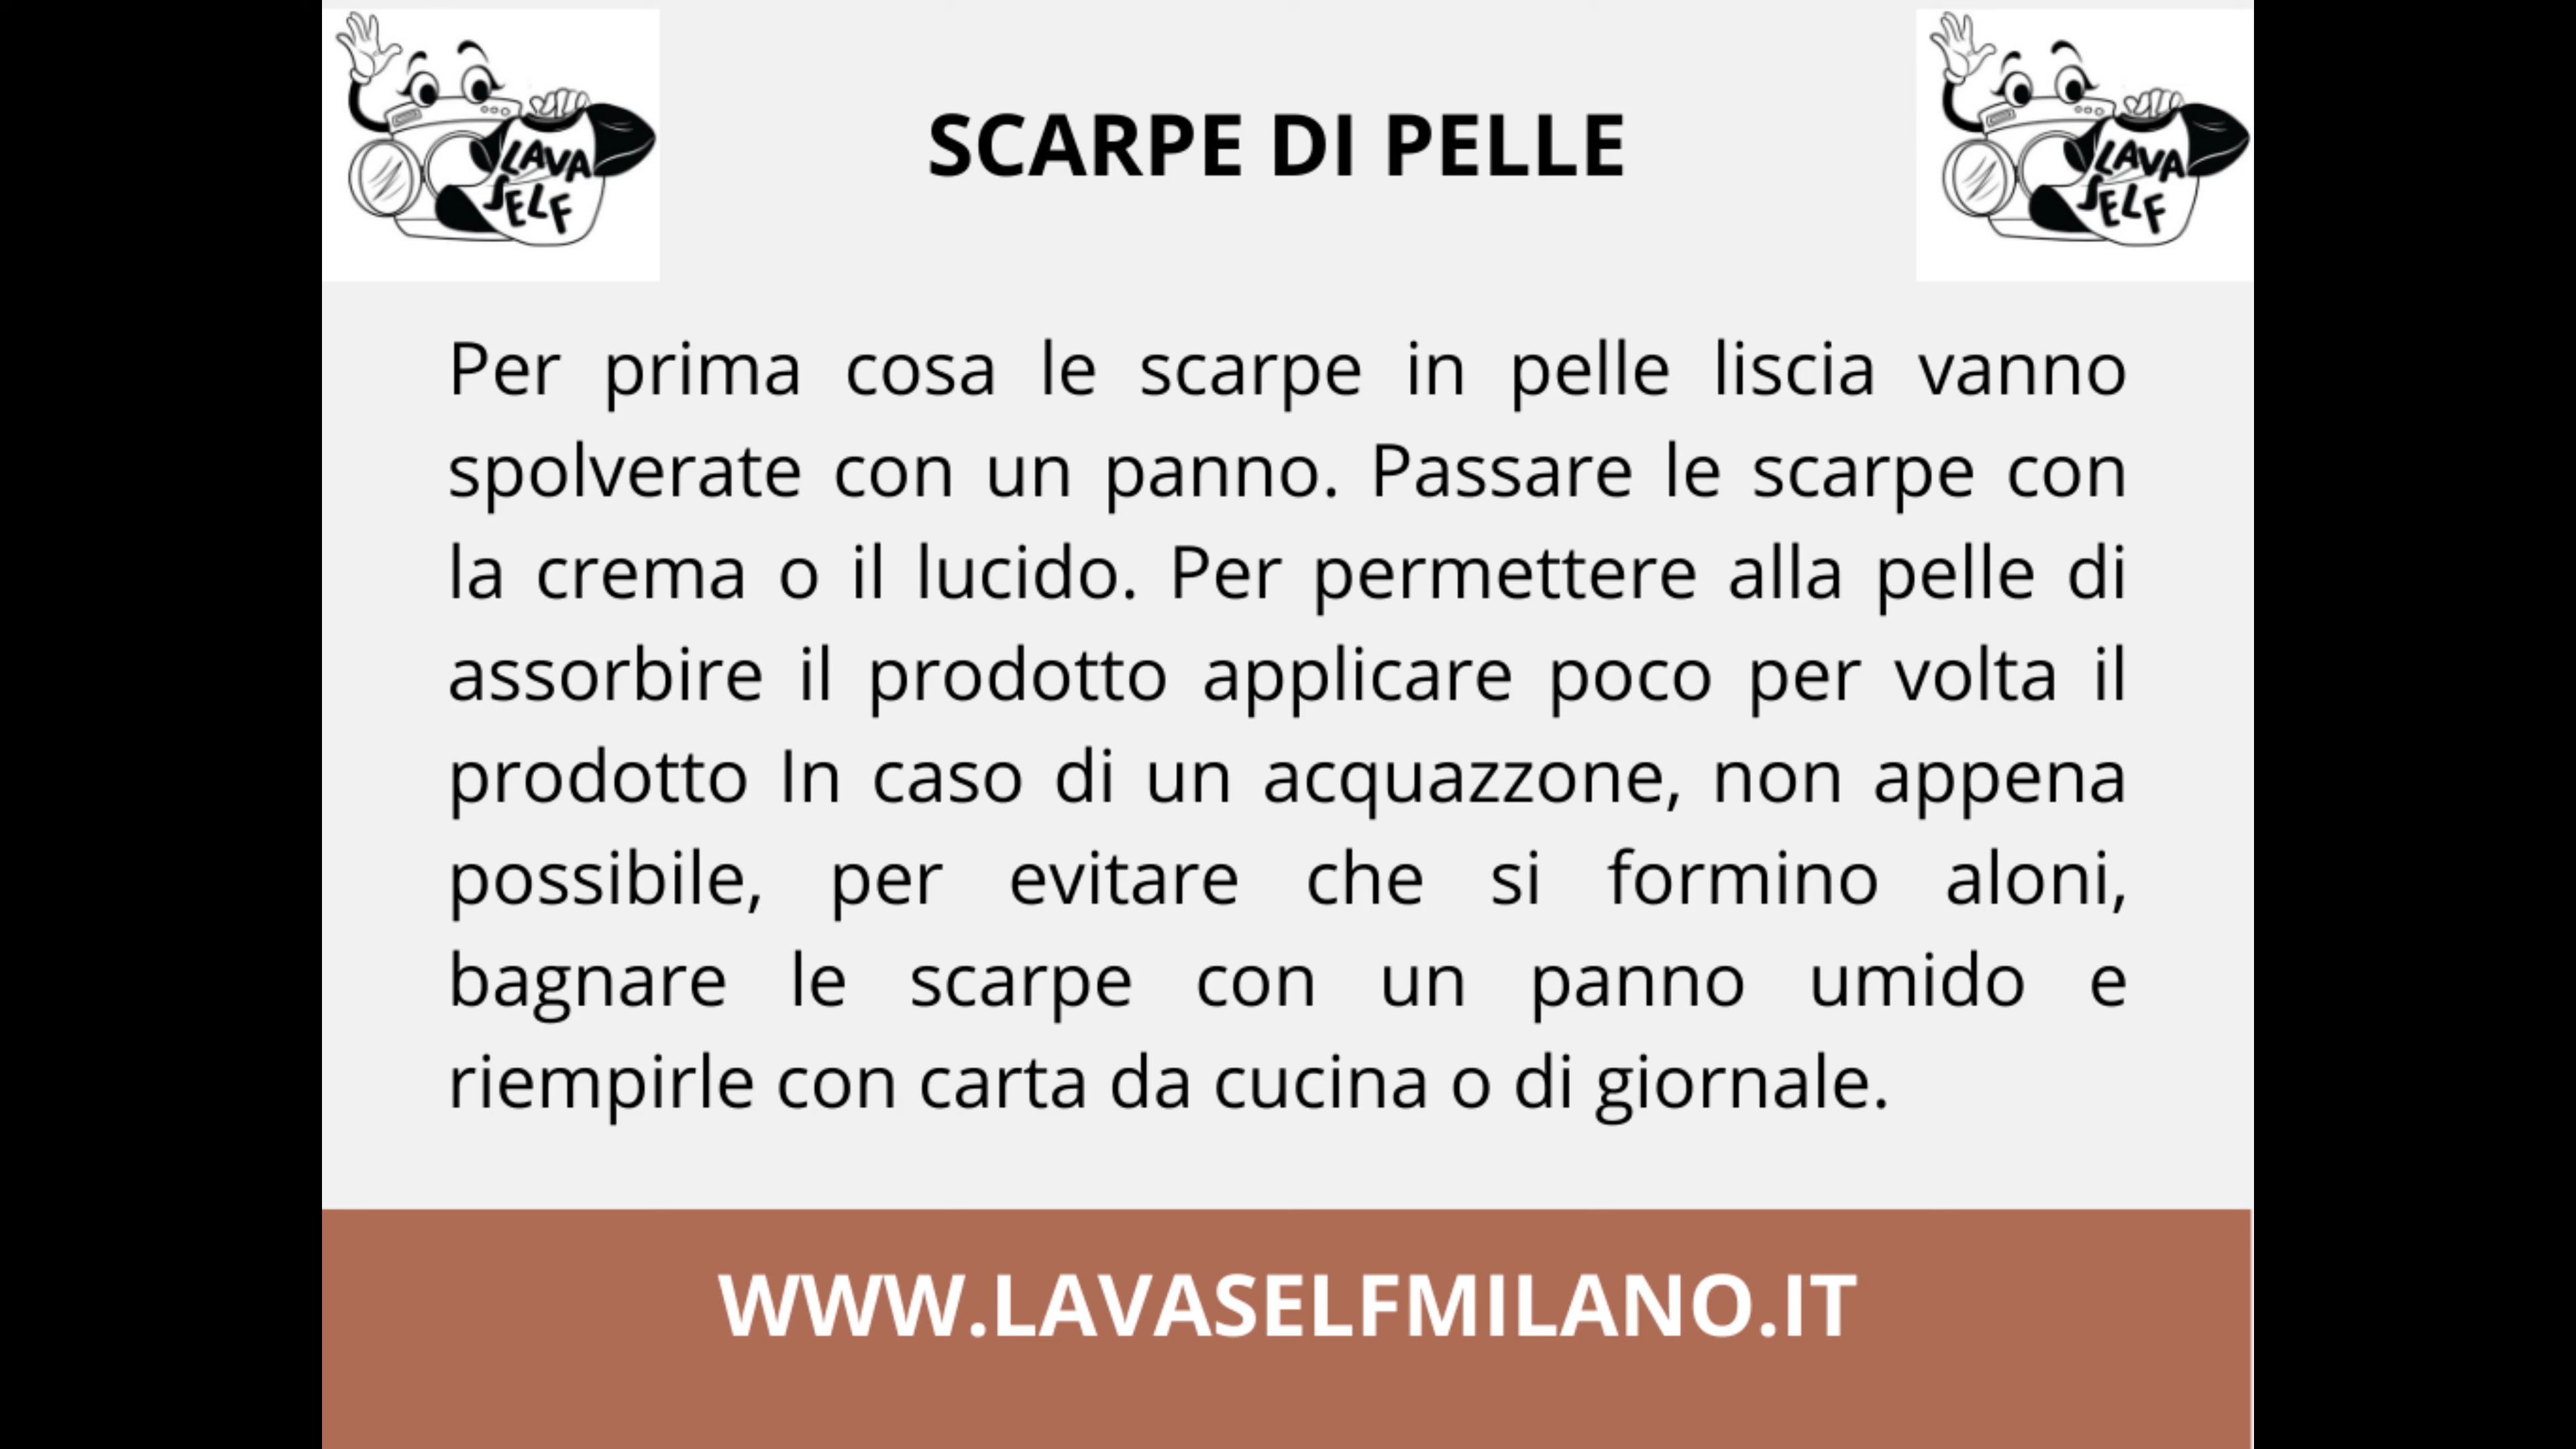 LAVA
SELF
SCARPE DI PELLE
LAVA
SELF
Per prima cosa le scarpe in pelle liscia vanno
spolverate con un panno. Passare le scarpe con
la crema o il lucido. Per permettere alla pelle di
assorbire il prodotto applicare poco per volta il
prodotto In caso di un acquazzone, non appena
possibile, per evitare che si formino aloni,
bagnare le scarpe con un panno umido e
riempirle con carta da cucina o di giornale.
WWW.LAVASELFMILANO.IT